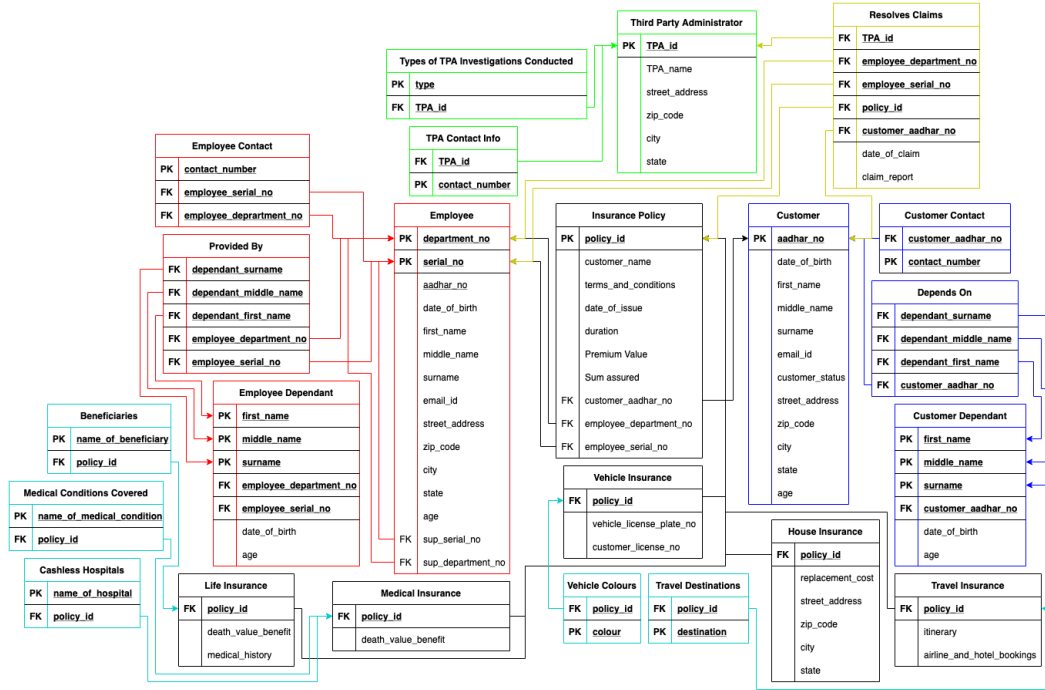 Third Party Administrator
PK TPA_id
TPA_name
street_address
zip_code
city
state
Resolves Claims
FK TPA_id
FK employee_department_no
FK employee_serial_no
FK policy_id
FK customer_aadhar_no
date_of_claim
claim_report
Types of TPA Investigations Conducted
PK type
FK TPA_id
TPA Contact Info
FK TPA_id
PK contact_number
Employee Contact
PK contact_number
FK employee_serial_no
FK employee_deprartment_no
Employee
PK department_no
PK serial_no
aadhar_no
date_of_birth
first_name
middle_name
surname
email_id
street_address
zip_code
city
state
age
FK sup_serial_no
FK sup_department_no
Insurance Policy
PK policy_id
customer_name
terms_and_conditions
date_of_issue
duration
Premium Value
Sum assured
FK customer_aadhar_no
FK employee_department_no
FK employee_serial_no
Customer
PK aadhar_no
date_of_birth
first_name
middle_name
surname
email_id
customer_status
street_address
zip_code
city
state
age
Customer Contact
FK customer_aadhar_no
PK contact_number
Provided By
FK dependant_surname
FK dependant_middle_name
FK dependant_first_name
FK employee_department_no
FK employee_serial_no
Depends On
FK dependant_surname
FK dependant_middle_name
FK dependant_first_name
FK customer_aadhar_no
Employee Dependant
PK first_name
PK middle_name
PK surname
FK employee_department_no
FK employee_serial_no
date_of_birth
age
Customer Dependant
PK first_name
PK middle_name
PK surname
FK customer_aadhar_no
date_of_birth
age
Beneficiaries
PK name_of_beneficiary
FK policy_id
Medical Conditions Covered
PK name_of_medical_condition
FK policy_id
Cashless Hospitals
PK name_of_hospital
FK policy_id
Vehicle Insurance
FK policy_id
vehicle_license_plate_no
customer_license_no
House Insurance
FK policy_id
replacement_cost
street_address
zip_code
city
state
Life Insurance
FK policy_id
death_value_benefit
medical_history
Medical Insurance
FK policy_id
death_value_benefit
Vehicle Colours
FK policy_id
PK colour
Travel Destinations
FK policy_id
PK destination
Travel Insurance
FK policy_id
itinerary
airline_and_hotel_bookings